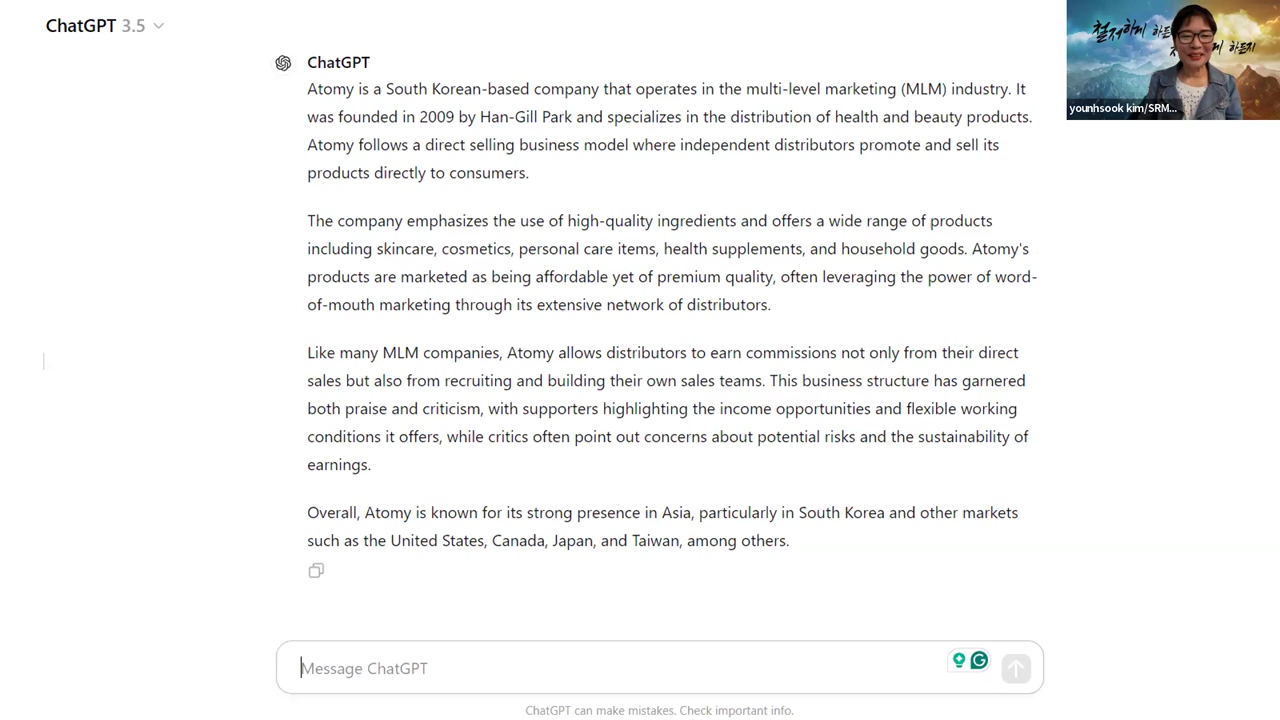 ChatGPT 3.5
ChatGPT
Atomy is a South Korean-based company that operates in the multi-level marketing (MLM) industry. It
was founded in 2009 by Han-Gill Park and specializes in the distribution of health and beauty products.
Atomy follows a direct selling business model where independent distributors promote and sell its
products directly to consumers.
The company emphasizes the use of high-quality ingredients and offers a wide range of products
including skincare, cosmetics, personal care items, health supplements, and household goods. Atomy's
products are marketed as being affordable yet of premium quality, often leveraging the power of word-
of-mouth marketing through its extensive network of distributors.
Like many MLM companies, Atomy allows distributors to earn commissions not only from their direct
sales but also from recruiting and building their own sales teams. This business structure has garnered
both praise and criticism, with supporters highlighting the income opportunities and flexible working
conditions it offers, while critics often point out concerns about potential risks and the sustainability of
earnings.
Overall, Atomy is known for its strong presence in Asia, particularly in South Korea and other markets
such as the United States, Canada, Japan, and Taiwan, among others.
Message ChatGPT
ChatGPT can make mistakes. Check important info.
철저하게 하든
하든지
younhsook kim/SRM...